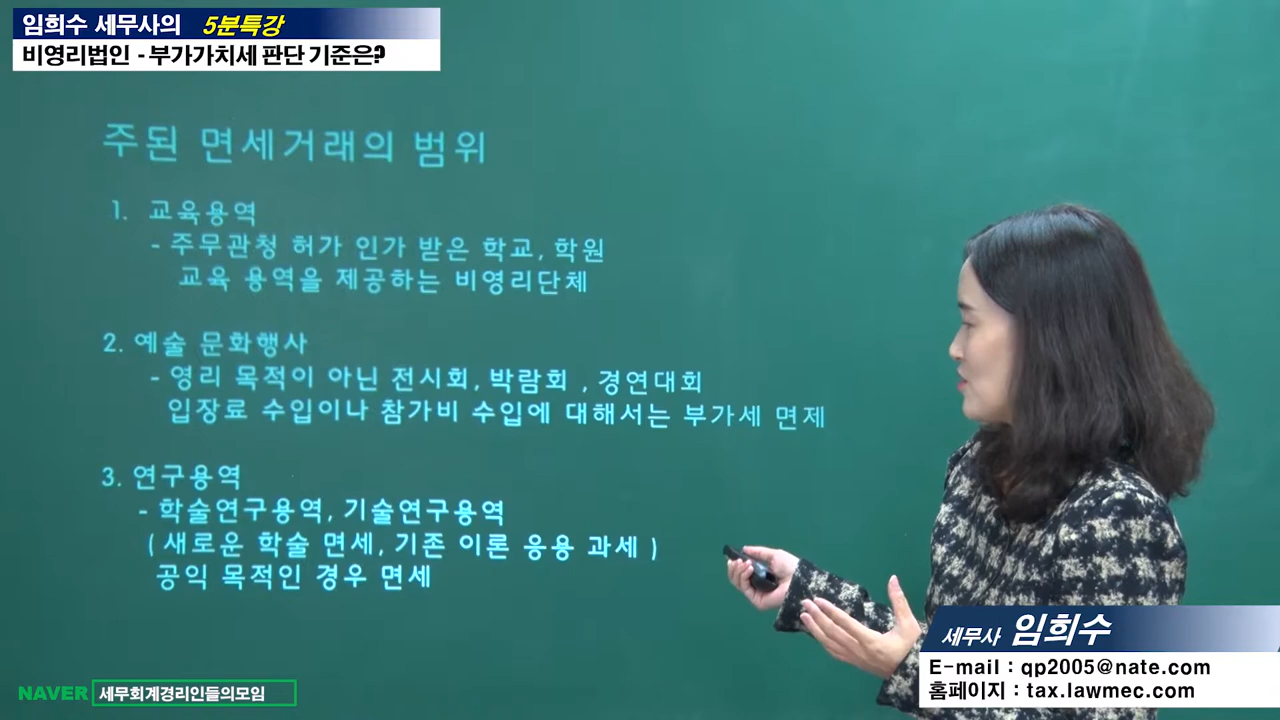 임희수 세무사의 5분특강
비영리법인 - 부가가치세 판단 기준은?
주된 면세거래의 범위
1. 교육용역
- 주무관청 허가 인가 받은 학교, 학원
교육 용역을 제공하는 비영리단체
2. 예술 문화행사
- 영리 목적이 아닌 전시회, 박람회 , 경연대회
입장료 수입이나 참가비 수입에 대해서는 부가세 면제
3. 연구용역
- 학술연구용역, 기술연구용역
( 새로운 학술 면세, 기존 이론 응용 과세 )
공익 목적인 경우 면세
세무사 임희수
E-mail : qp2005@nate.com
홈페이지 : tax.lawmec.com
NAVER 세무회계경리인들의모임